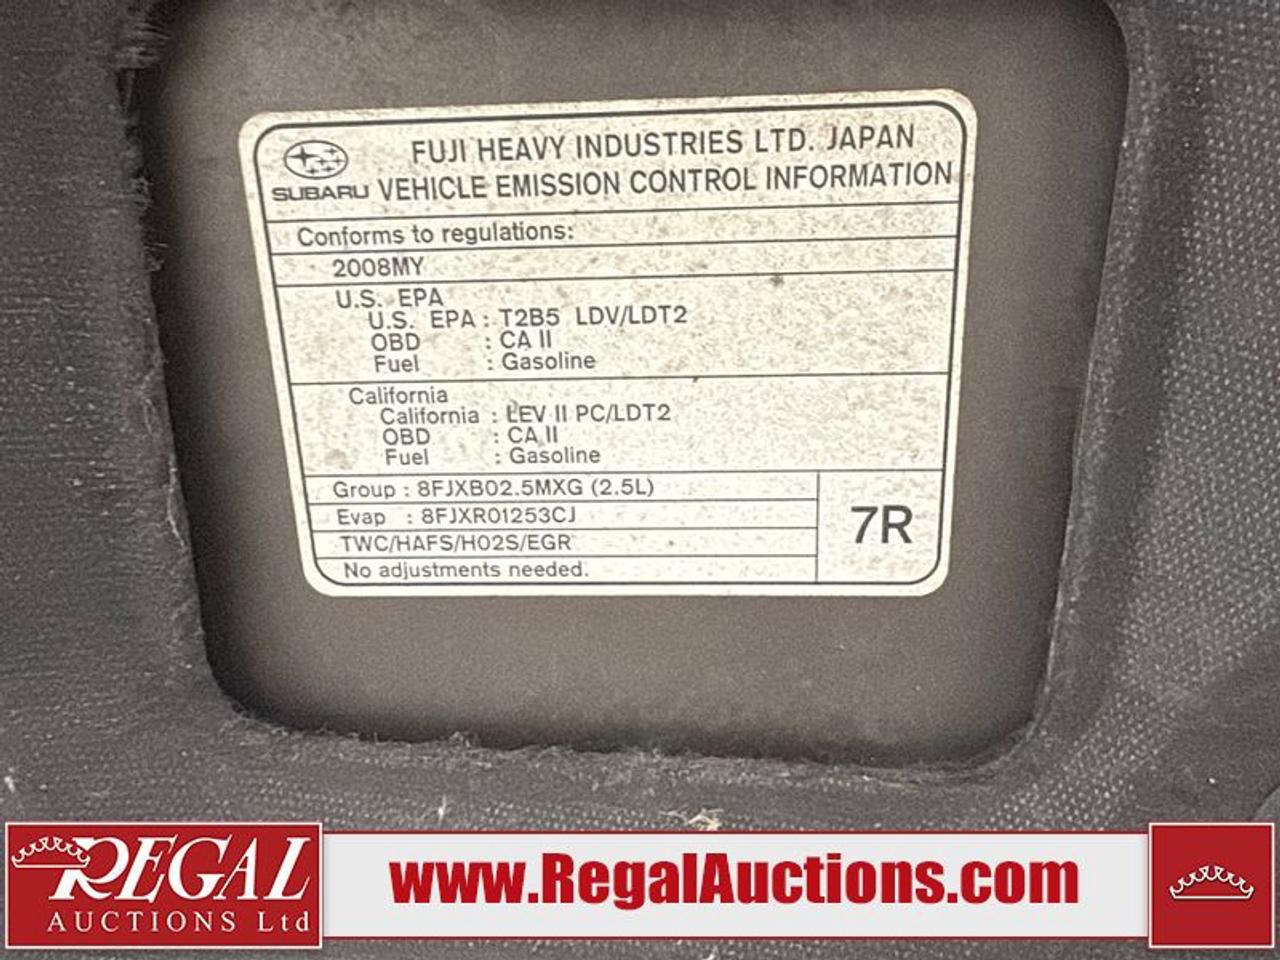 FUJI HEAVY INDUSTRIES LTD. JAPAN
SUBARU VEHICLE EMISSION CONTROL INFORMATION
Conforms to regulations:
2008MY
U.S. EPA
U.S. EPA : T2B5 LDV/LDT2
OBD : CA II
Fuel : Gasoline
California
California : LEV II PC/LDT2
OBD : CA II
Fuel : Gasoline
Group : 8FJXB02.5MXG (2.5L)
Evap : 8FJXR01253CJ
7R
TWC/HAFS/HO2S/EGR
No adjustments needed.
REGAL
AUCTIONS Ltd
www.RegalAuctions.com